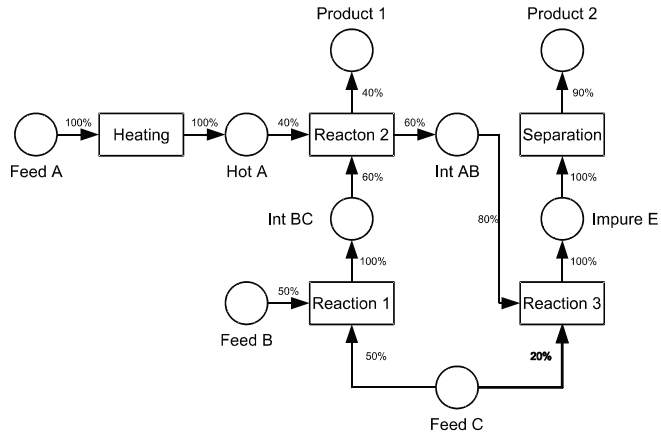 Product 1
Product 2
40%
90%
100%
100%
40%
60%
Heating
Reacton 2
Separation
Feed A
Hot A
Int AB
60%
100%
Int BC
Impure E
80%
100%
100%
50%
Reaction 1
Reaction 3
Feed B
50%
20%
Feed C